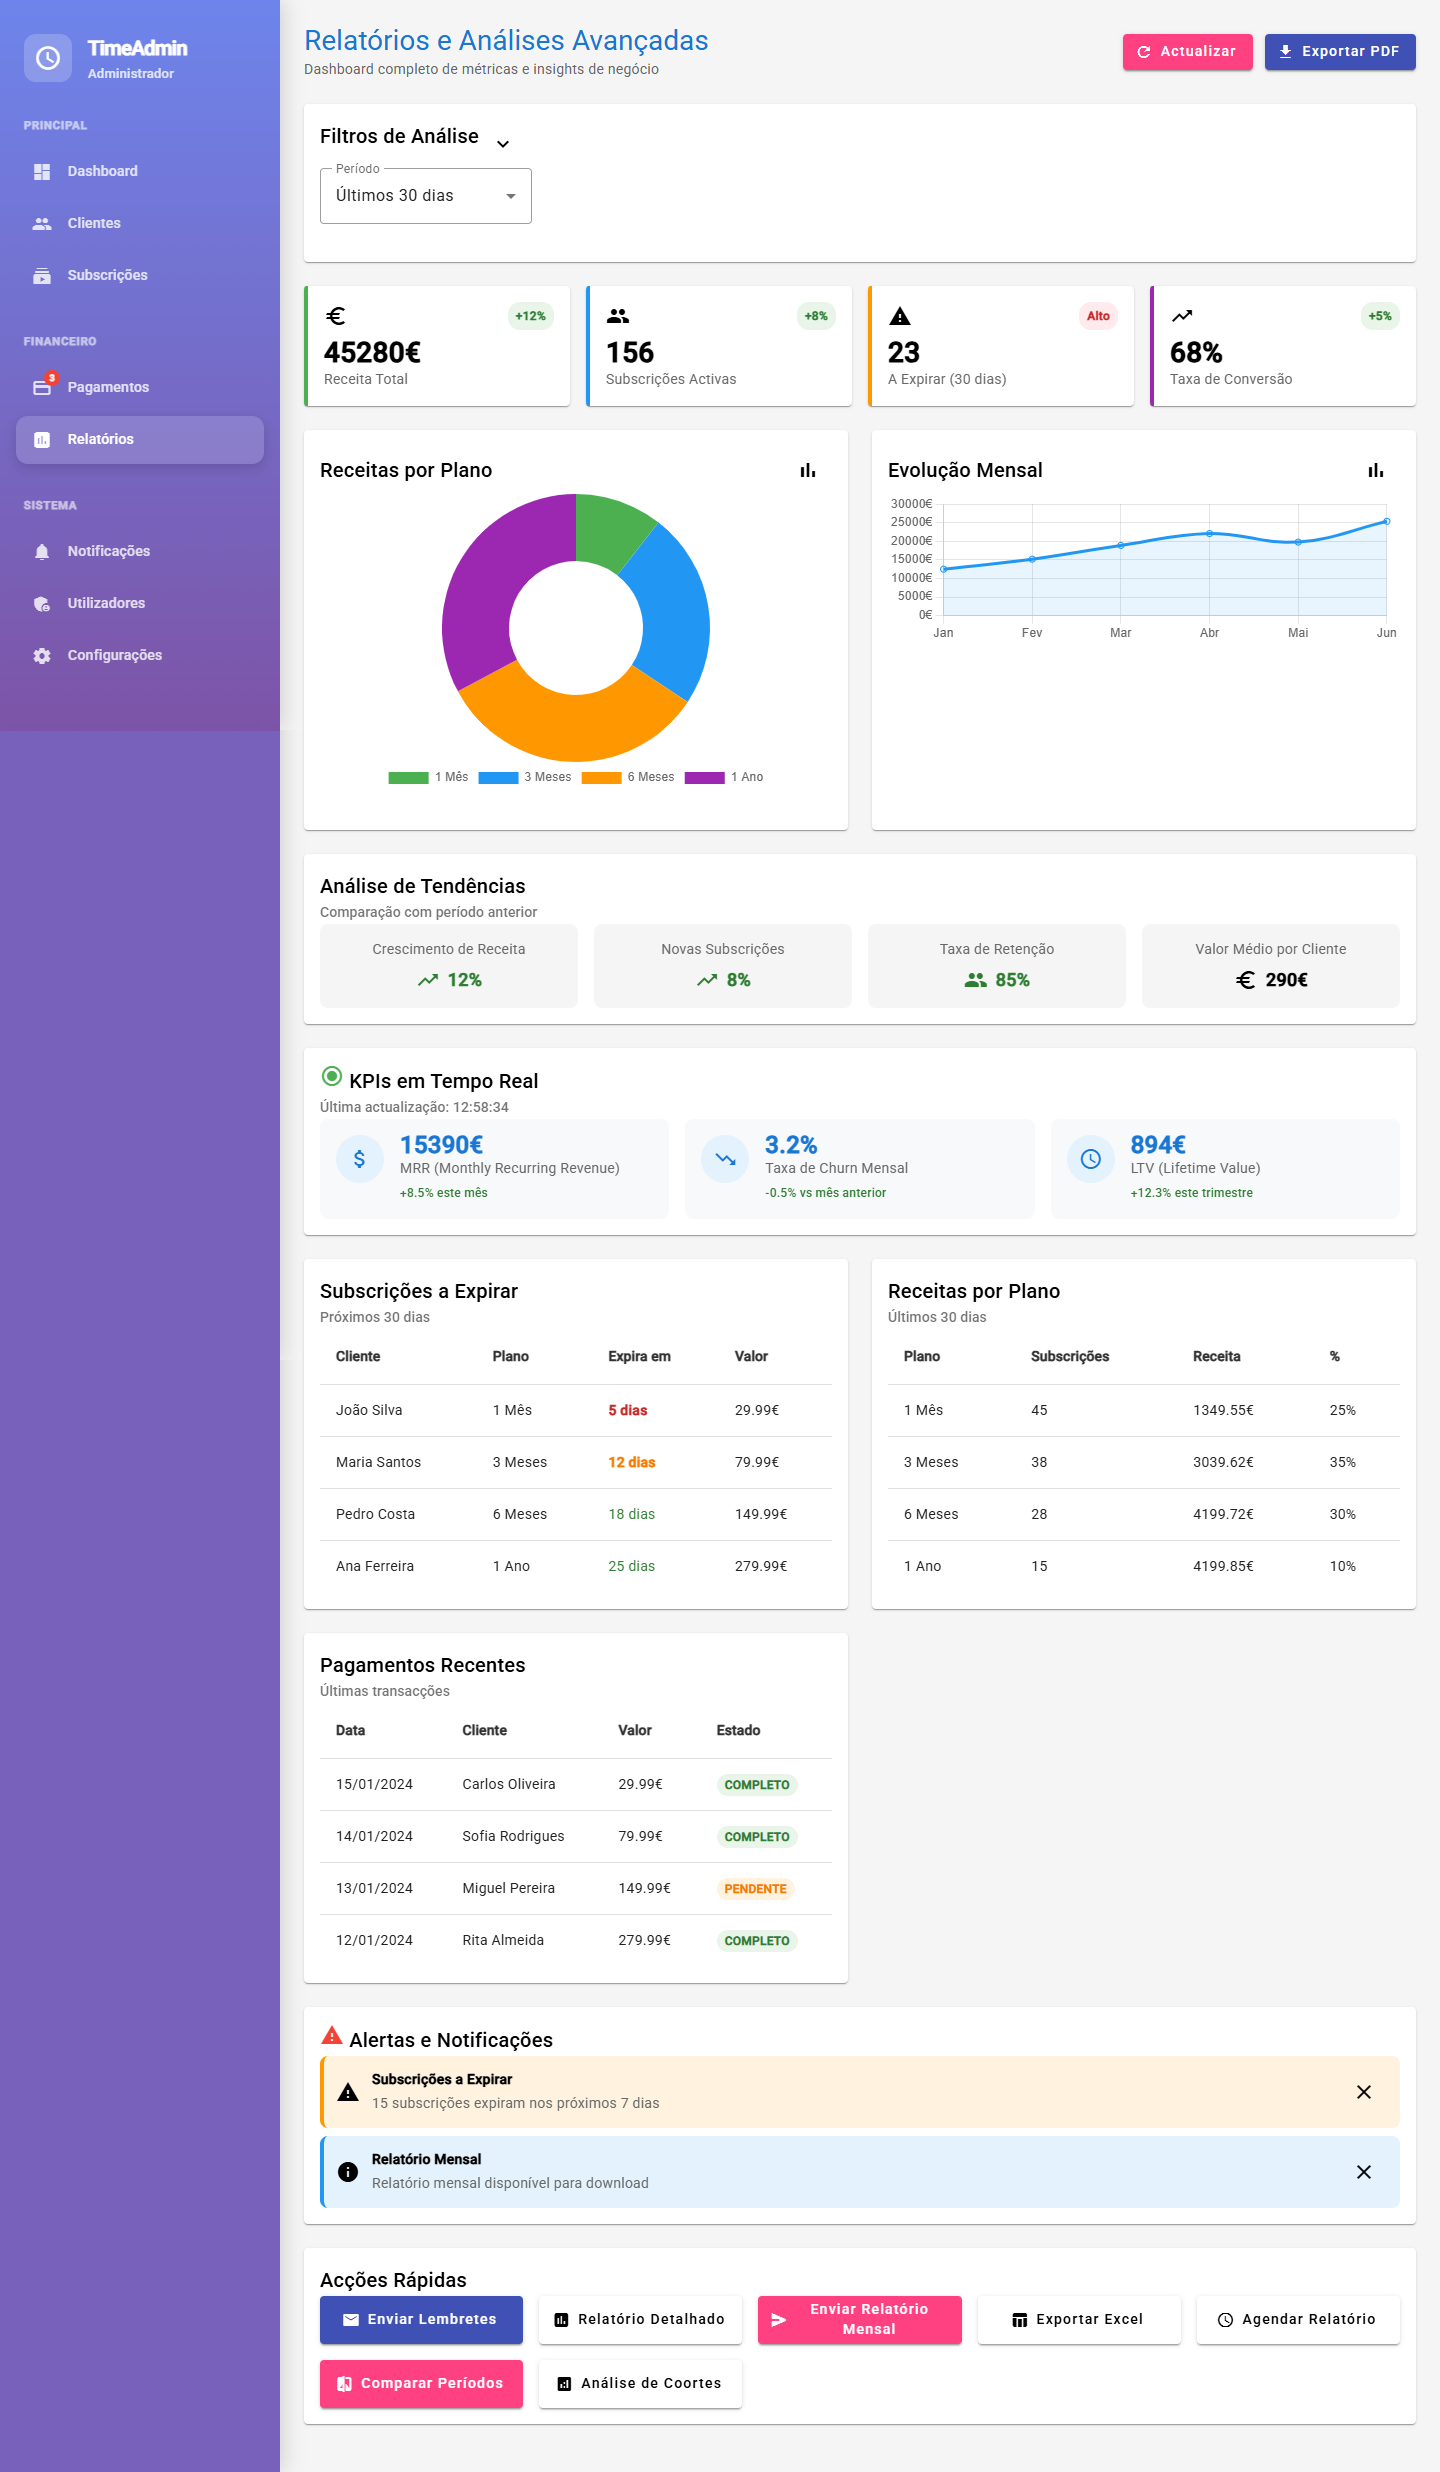 TimeAdmin
Administrador
PRINCIPAL
Dashboard
Clientes
Subscrições
FINANCEIRO
3
Pagamentos
Relatórios
SISTEMA
Notificações
Utilizadores
Configurações
Relatórios e Análises Avançadas
Dashboard completo de métricas e insights de negócio
Actualizar
Exportar PDF
Filtros de Análise
Período
Últimos 30 dias
+12%
45280€
Receita Total
+8%
156
Subscrições Activas
Alto
23
A Expirar (30 dias)
+5%
68%
Taxa de Conversão
Receitas por Plano
1 Mês 3 Meses 6 Meses 1 Ano
Evolução Mensal
30000€
25000€
20000€
15000€
10000€
5000€
0€
Jan Fev Mar Abr Mai Jun
Análise de Tendências
Comparação com período anterior
Crescimento de Receita
12%
Novas Subscrições
8%
Taxa de Retenção
85%
Valor Médio por Cliente
290€
KPIs em Tempo Real
Última actualização: 12:58:34
15390€
MRR (Monthly Recurring Revenue)
+8.5% este mês
3.2%
Taxa de Churn Mensal
-0.5% vs mês anterior
894€
LTV (Lifetime Value)
+12.3% este trimestre
Subscrições a Expirar
Próximos 30 dias
Cliente Plano Expira em Valor
João Silva 1 Mês 5 dias 29.99€
Maria Santos 3 Meses 12 dias 79.99€
Pedro Costa 6 Meses 18 dias 149.99€
Ana Ferreira 1 Ano 25 dias 279.99€
Receitas por Plano
Últimos 30 dias
Plano Subscrições Receita %
1 Mês 45 1349.55€ 25%
3 Meses 38 3039.62€ 35%
6 Meses 28 4199.72€ 30%
1 Ano 15 4199.85€ 10%
Pagamentos Recentes
Últimas transacções
Data Cliente Valor Estado
15/01/2024 Carlos Oliveira 29.99€ COMPLETO
14/01/2024 Sofia Rodrigues 79.99€ COMPLETO
13/01/2024 Miguel Pereira 149.99€ PENDENTE
12/01/2024 Rita Almeida 279.99€ COMPLETO
Alertas e Notificações
Subscrições a Expirar
15 subscrições expiram nos próximos 7 dias
Relatório Mensal
Relatório mensal disponível para download
Acções Rápidas
Enviar Lembretes
Relatório Detalhado
Enviar Relatório
Mensal
Exportar Excel
Agendar Relatório
Comparar Períodos
Análise de Coortes